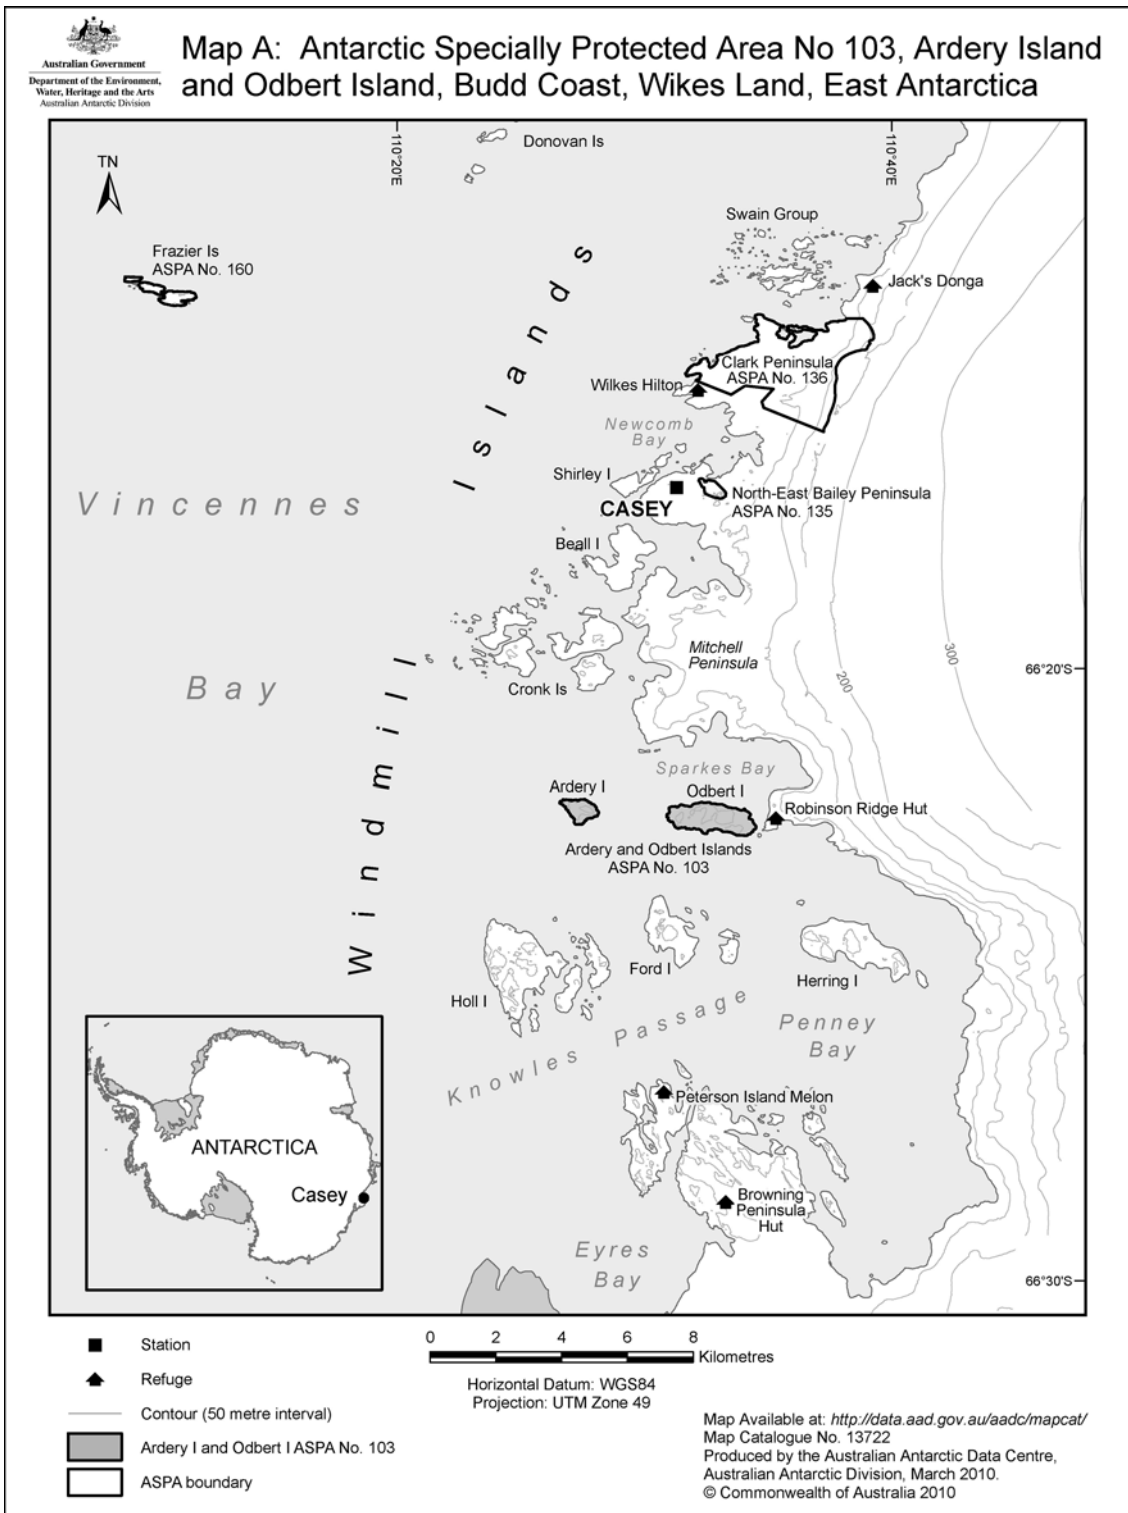 Australian Government
Department of the Environment,
Water, Heritage and the Arts
Australian Antarctic Division
Map A:  Antarctic Specially Protected Area No 103, Ardery Island
and Odbert Island, Budd Coast, Wilkes Land, East Antarctica
110°20'E
110°40'E
TN
Donovan Is
Swain Group
Frazier Is
ASPA No. 160
Jack's Donga
Clark Peninsula
ASPA No. 136
Wilkes Hilton
Newcomb
Bay
Shirley I
CASEY
North-East Bailey Peninsula
ASPA No. 135
Vincennes
Bay
Windmill Islands
Beall I
Mitchell
Peninsula
300
200
66°20'S
Cronk Is
Sparkes Bay
Ardery I
Odbert I
Robinson Ridge Hut
Ardery and Odbert Islands
ASPA No. 103
Ford I
Herring I
Holl I
Knowles Passage
Penney
Bay
Peterson Island Melon
Browning
Peninsula
Hut
Eyres
Bay
66°30'S
ANTARCTICA
Casey
Station
Refuge
Contour (50 metre interval)
Ardery I and Odbert I ASPA No. 103
ASPA boundary
0 2 4 6 8
Kilometres
Horizontal Datum: WGS84
Projection: UTM Zone 49
Map Available at: http://data.aad.gov.au/aadc/mapcat/
Map Catalogue No. 13722
Produced by the Australian Antarctic Data Centre,
Australian Antarctic Division, March 2010.
© Commonwealth of Australia 2010